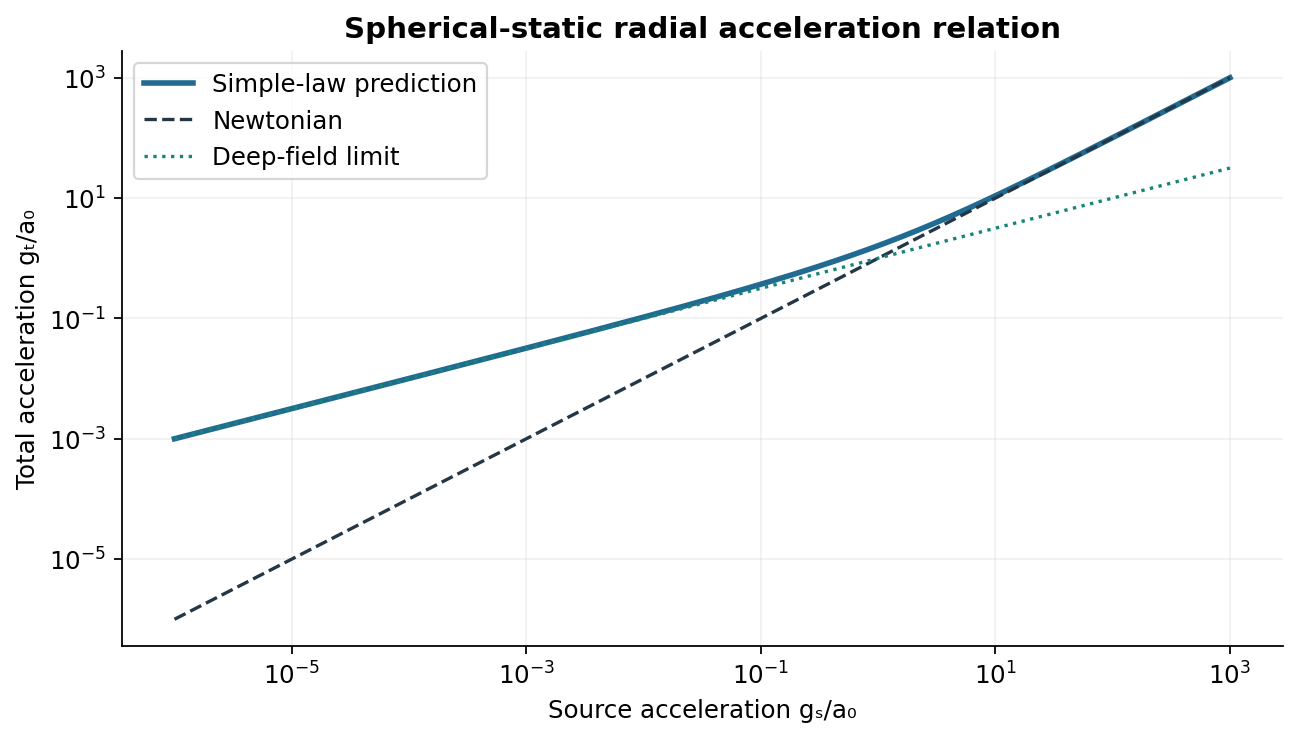 Spherical-static radial acceleration relation
Simple-law prediction
Newtonian
Deep-field limit
Total acceleration gₜ/a₀
10³
10¹
10⁻¹
10⁻³
10⁻⁵
10⁻⁵
10⁻³
10⁻¹
10¹
10³
Source acceleration gₛ/a₀